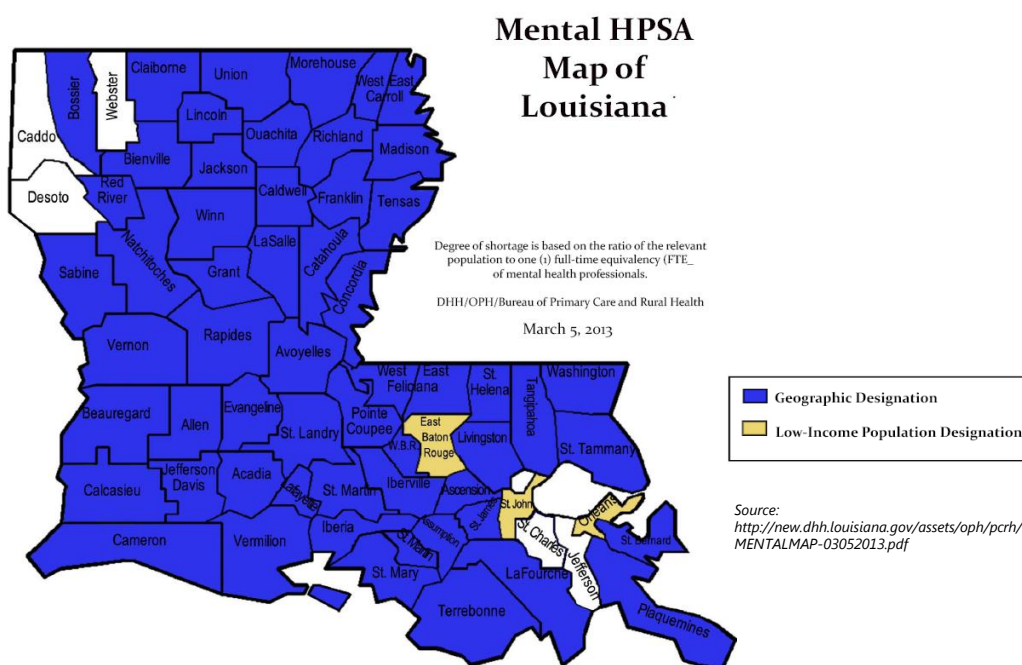 Mental HPSA
Map of
Louisiana
Caddo
Bossier
Webster
Claiborne
Union
Morehouse
West
East
Carroll
Lincoln
Ouachita
Richland
Madison
Bienville
Jackson
Desoto
Red
River
Caldwell
Franklin
Tensas
Winn
Natchitoches
LaSalle
Catahoula
Concordia
Sabine
Grant
Degree of shortage is based on the ratio of the relevant
population to one (1) full-time equivalency (FTE_
of mental health professionals.
DHH/OPH/Bureau of Primary Care and Rural Health
March 5, 2013
Vernon
Rapides
Avoyelles
West
East
Feliciana
St.
Helena
Tangipahoa
Washington
Beauregard
Allen
Evangeline
St. Landry
Pointe
Coupee
W.B.R.
East
Baton
Rouge
Livingston
St. Tammany
Calcasieu
Jefferson
Davis
Acadia
Lafayette
St. Martin
Iberville
Ascension
St. James
St. John
Orleans
Cameron
Vermilion
Iberia
St. Martin
Assumption
St. Charles
Jefferson
St. Bernard
St. Mary
LaFourche
Terrebonne
Plaquemines
Geographic Designation
Low-Income Population Designation
Source:
http://new.dhh.louisiana.gov/assets/oph/pcrh/
MENTALMAP-03052013.pdf